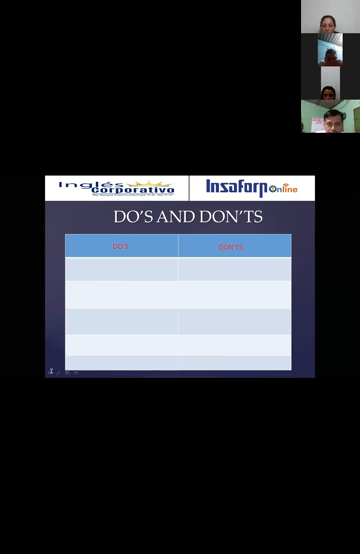 Inglés
Corporativo
Insaforp
online
DO'S AND DON'TS
DO'S
DON'TS